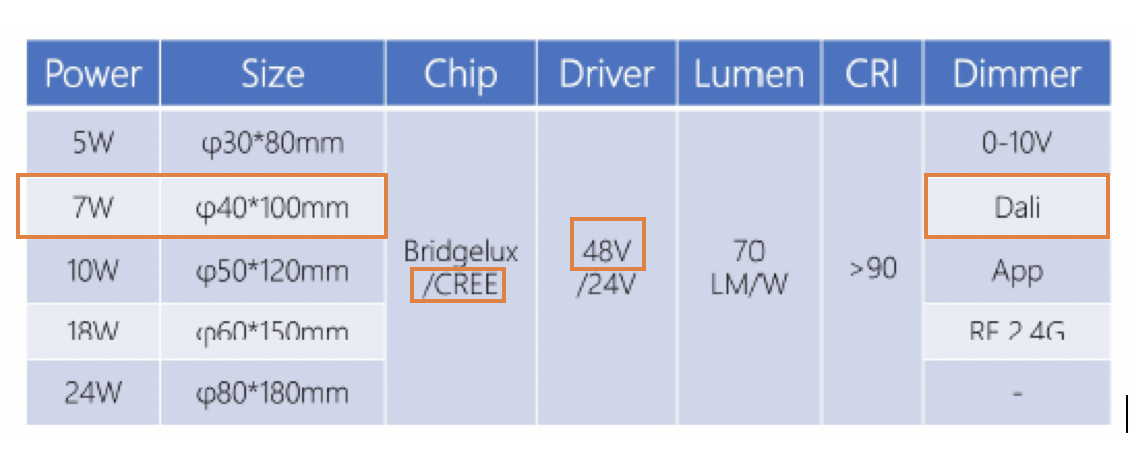 Power Size Chip Driver Lumen CRI Dimmer
5W φ30*80mm 0-10V
7W φ40*100mm Dali
Bridgelux 48V 70
/CREE /24V LM/W
>90
10W φ50*120mm App
18W φ60*150mm RF 2.4G
24W φ80*180mm -